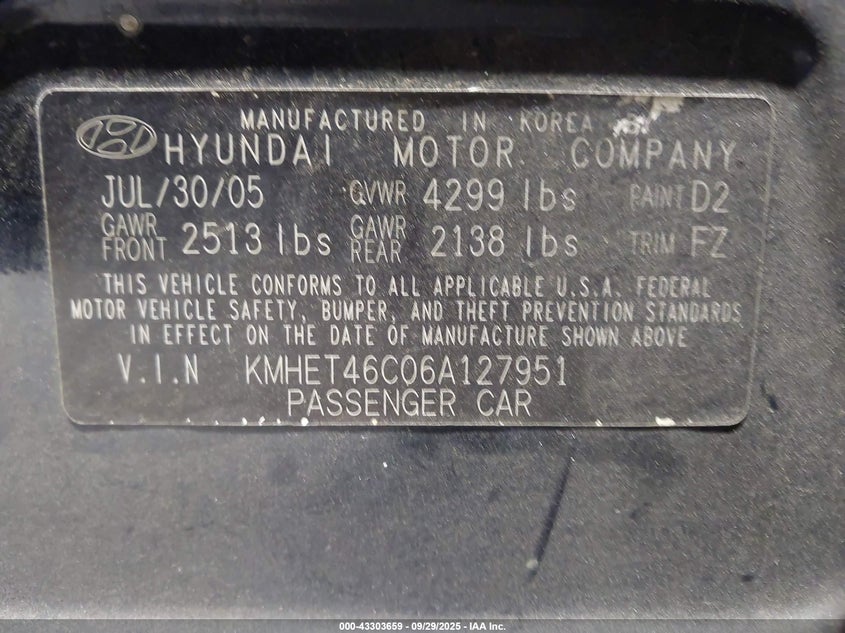 MANUFACTURED IN KOREA BY
HYUNDAI MOTOR COMPANY
JUL/30/05 GVWR 4299 lbs PAINT D2
GAWR FRONT 2513 lbs GAWR REAR 2138 lbs TRIM FZ
THIS VEHICLE CONFORMS TO ALL APPLICABLE U.S.A. FEDERAL
MOTOR VEHICLE SAFETY, BUMPER, AND THEFT PREVENTION STANDARDS
IN EFFECT ON THE DATE OF MANUFACTURE SHOWN ABOVE
V.I.N KMHET46C06A127951
PASSENGER CAR
000-43303659 - 09/29/2025 - IAA Inc.